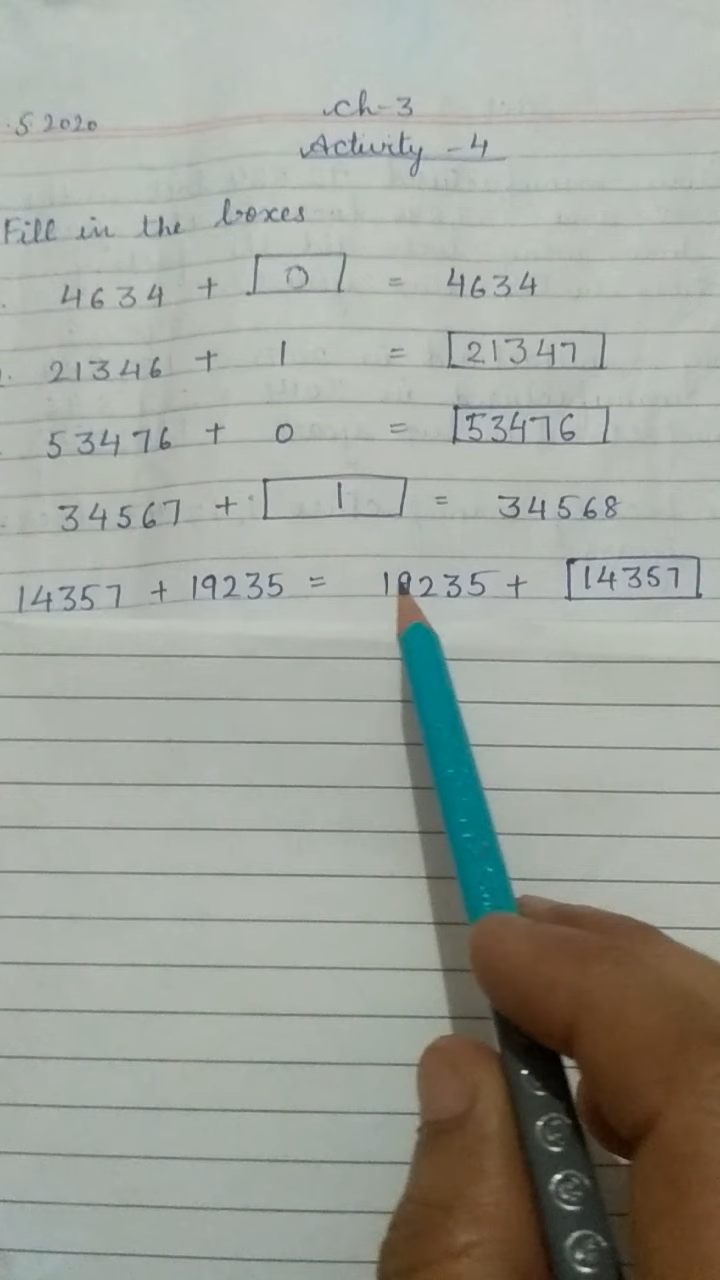 .5.2020
Ch-3
Activity - 4
Fill in the boxes
. 4634 + 0 = 4634
. 21346 + 1 = 21347
53476 + 0 = 53476
. 34567 + 1 = 34568
14357 + 19235 = 19235 + 14357